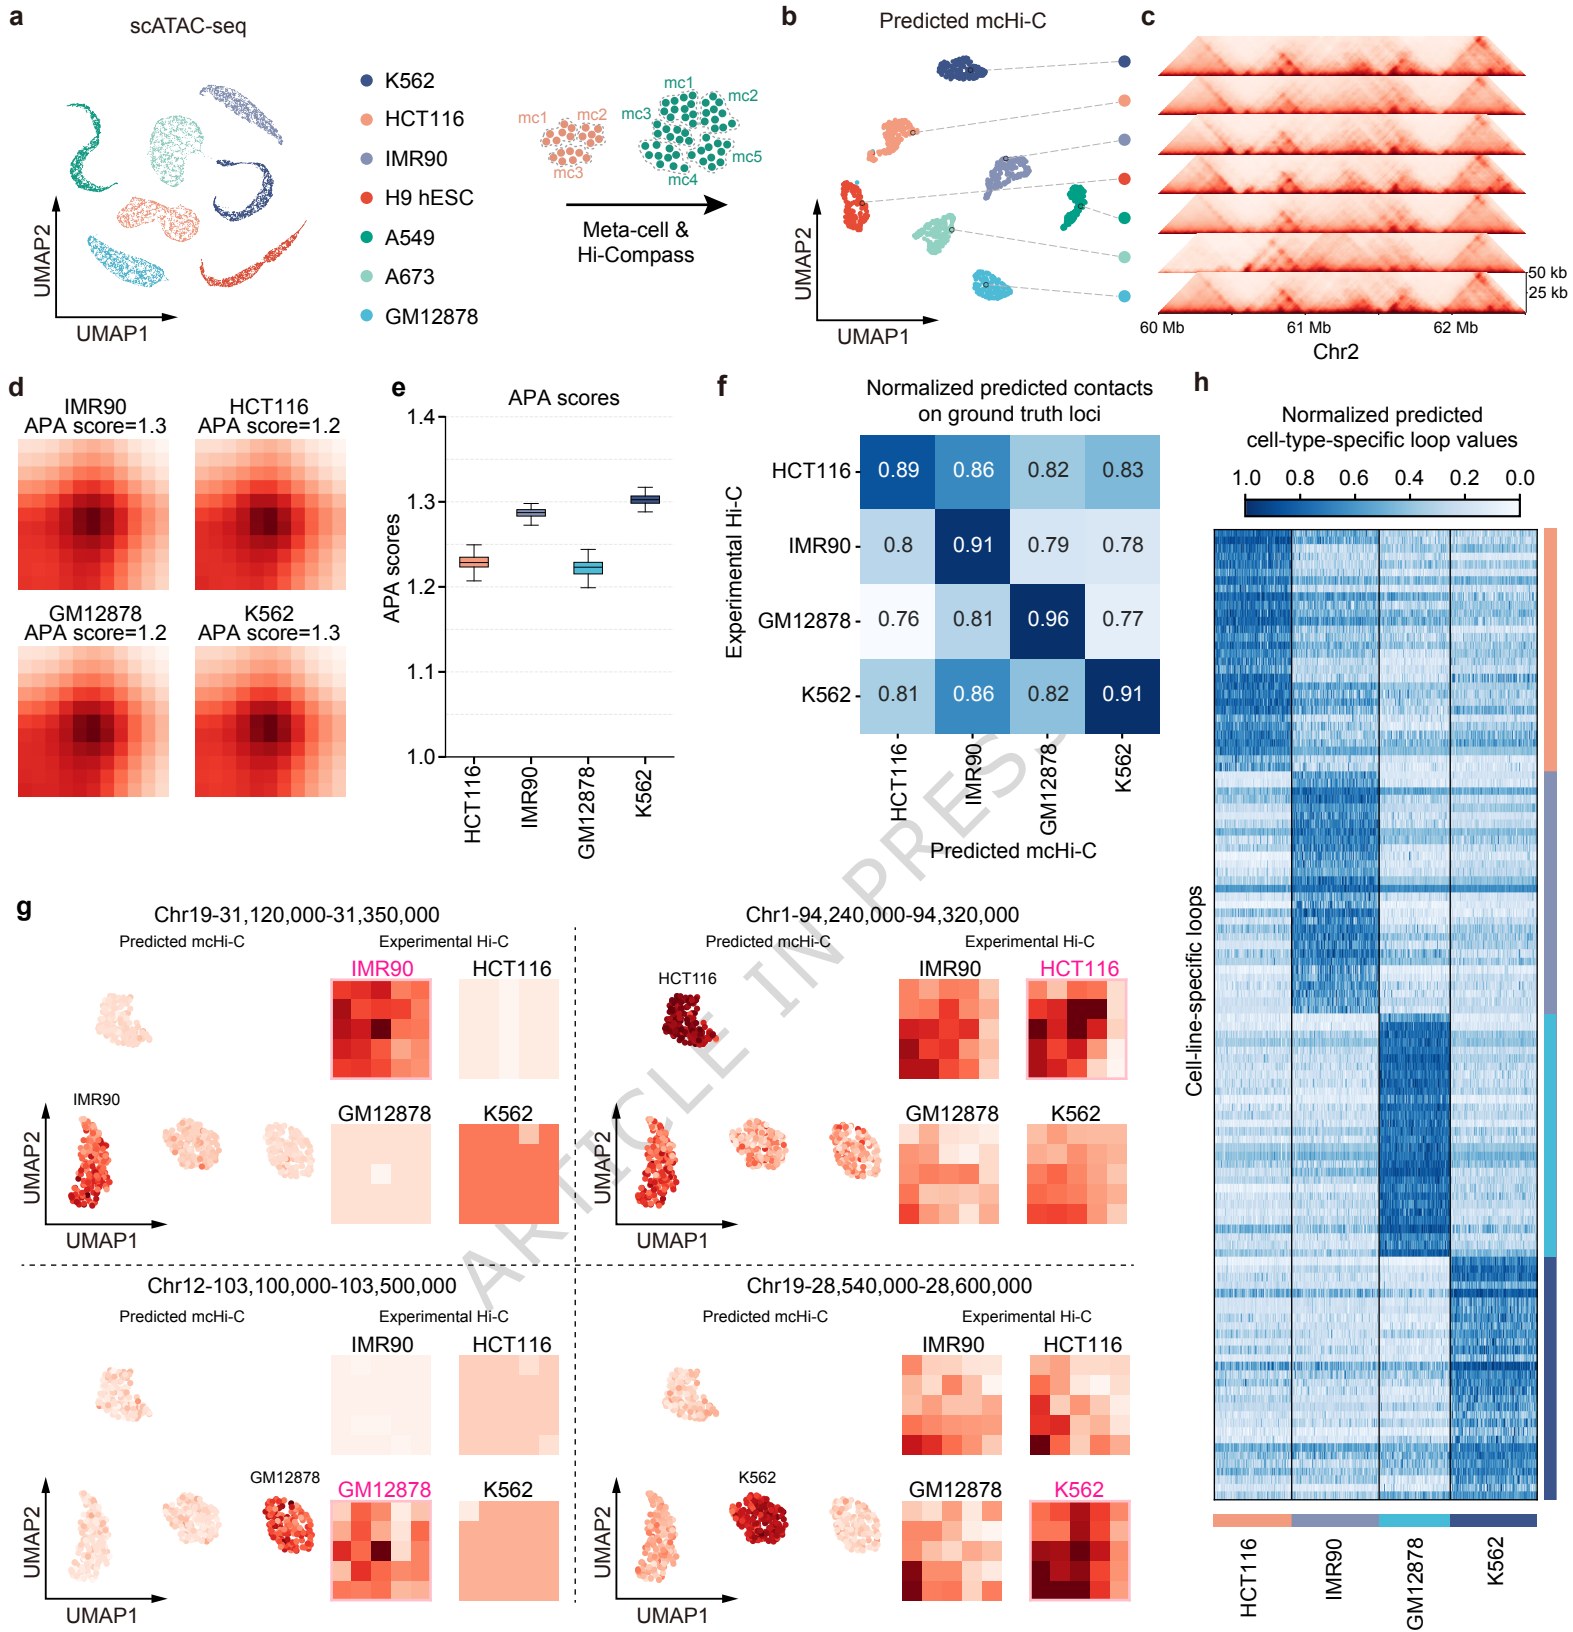 a
scATAC-seq
K562
HCT116
IMR90
H9 hESC
A549
A673
GM12878
UMAP2
UMAP1
mc1
mc2
mc3
mc1
mc2
mc3
mc4
mc5
Meta-cell &
Hi-Compass
b
Predicted mcHi-C
UMAP2
UMAP1
c
50 kb
25 kb
60 Mb
61 Mb
62 Mb
Chr2
d
IMR90
APA score=1.3
HCT116
APA score=1.2
GM12878
APA score=1.2
K562
APA score=1.3
e
APA scores
APA scores
1.4
1.3
1.2
1.1
1.0
HCT116
IMR90
GM12878
K562
f
Normalized predicted contacts
on ground truth loci
Experimental Hi-C
HCT116
0.89 0.86 0.82 0.83
IMR90
0.8 0.91 0.79 0.78
GM12878
0.76 0.81 0.96 0.77
K562
0.81 0.86 0.82 0.91
HCT116
IMR90
GM12878
K562
Predicted mcHi-C
g
Chr19-31,120,000-31,350,000
Predicted mcHi-C
Experimental Hi-C
IMR90
HCT116
IMR90
GM12878
K562
UMAP2
UMAP1
Chr1-94,240,000-94,320,000
Predicted mcHi-C
Experimental Hi-C
HCT116
IMR90
HCT116
GM12878
K562
UMAP2
UMAP1
Chr12-103,100,000-103,500,000
Predicted mcHi-C
Experimental Hi-C
IMR90
HCT116
GM12878
GM12878
K562
UMAP2
UMAP1
Chr19-28,540,000-28,600,000
Predicted mcHi-C
Experimental Hi-C
IMR90
HCT116
K562
GM12878
K562
UMAP2
UMAP1
h
Normalized predicted
cell-type-specific loop values
1.0 0.8 0.6 0.4 0.2 0.0
Cell-line-specific loops
HCT116
IMR90
GM12878
K562
ARTICLE IN PRESS